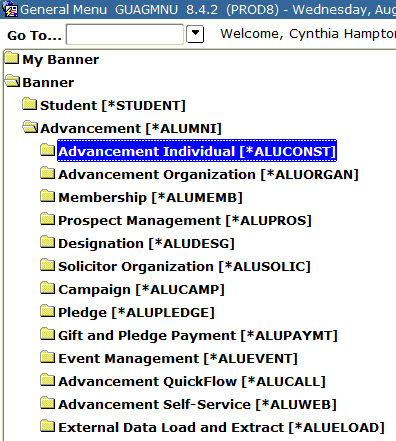 General Menu GUAGMNU 8.4.2 (PROD8) - Wednesday, Aug
Go To... Welcome, Cynthia Hampton
My Banner
Banner
Student [*STUDENT]
Advancement [*ALUMNI]
Advancement Individual [*ALUCONST]
Advancement Organization [*ALUORGAN]
Membership [*ALUMEMB]
Prospect Management [*ALUPROS]
Designation [*ALUDESG]
Solicitor Organization [*ALUSOLIC]
Campaign [*ALUCAMP]
Pledge [*ALUPLEDGE]
Gift and Pledge Payment [*ALUPAYMT]
Event Management [*ALUEVENT]
Advancement QuickFlow [*ALUCALL]
Advancement Self-Service [*ALUWEB]
External Data Load and Extract [*ALUELOAD]